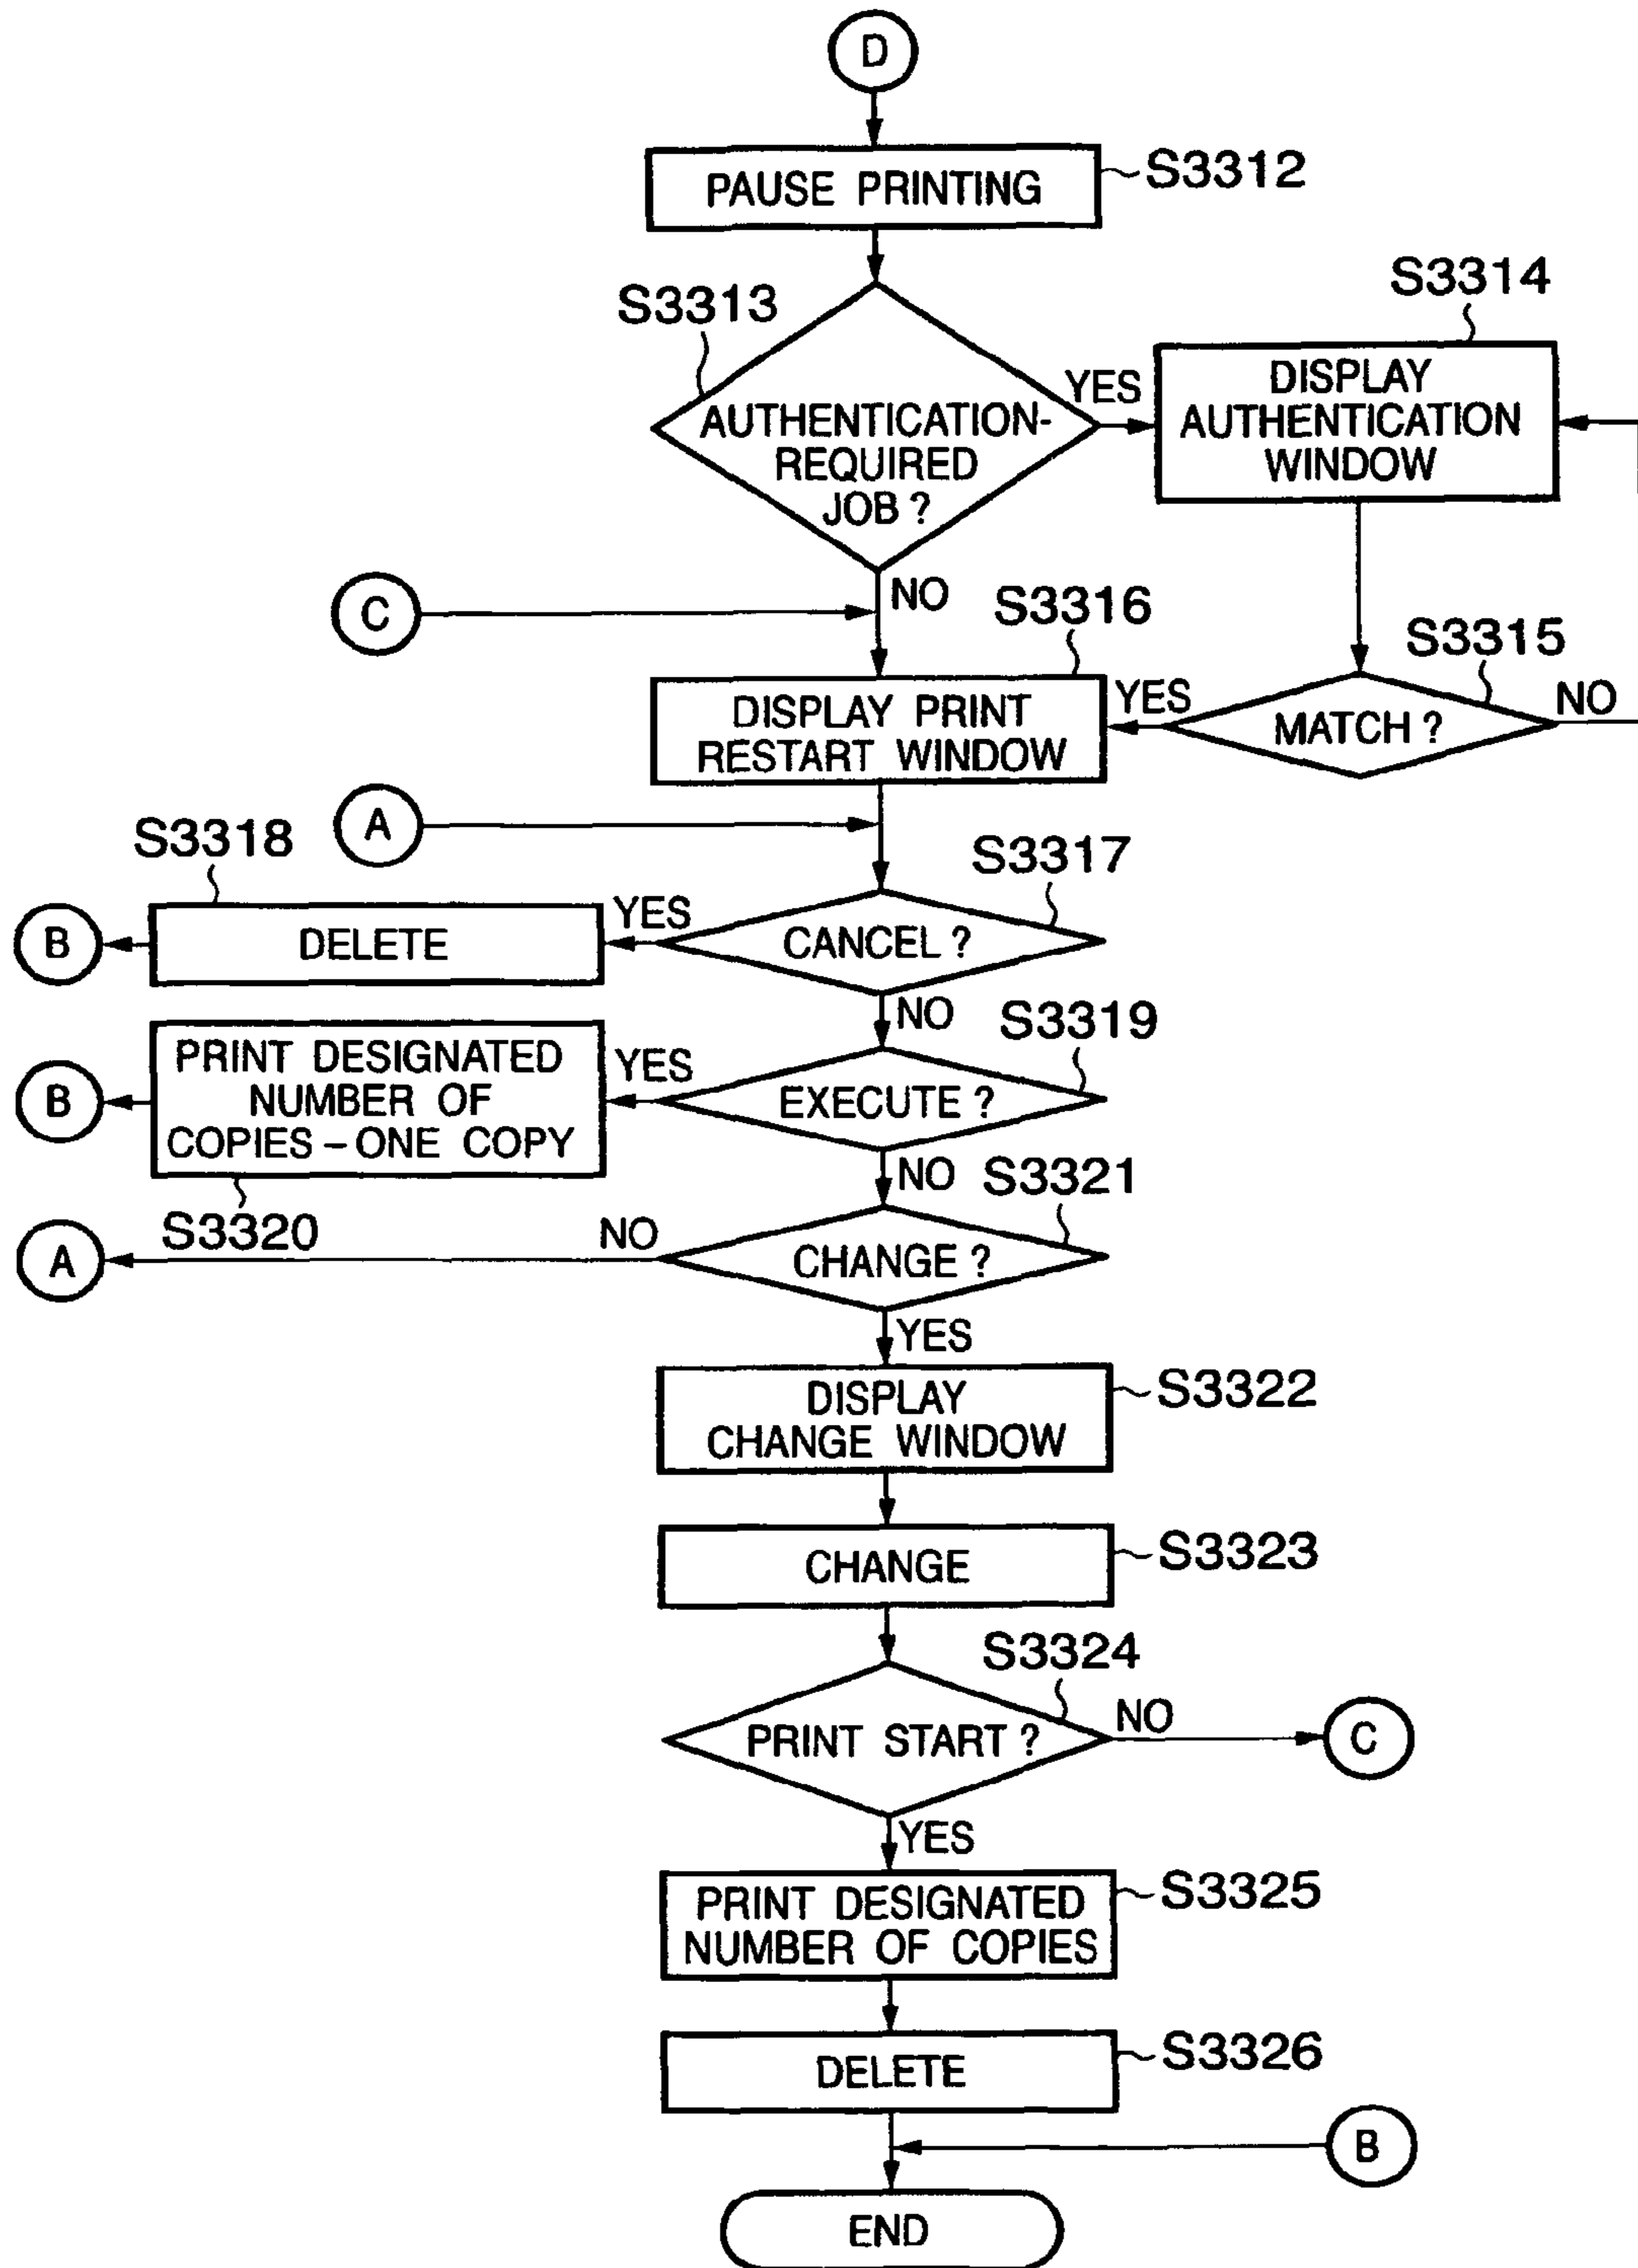 D
PAUSE PRINTING
S3312
S3313
AUTHENTICATION-
REQUIRED
JOB ?
YES
S3314
DISPLAY
AUTHENTICATION
WINDOW
NO
C
S3316
DISPLAY PRINT
RESTART WINDOW
YES
S3315
MATCH ?
NO
A
S3318
DELETE
B
YES
S3317
CANCEL ?
NO
B
PRINT DESIGNATED
NUMBER OF
COPIES – ONE COPY
S3320
YES
S3319
EXECUTE ?
NO
A
NO
S3321
CHANGE ?
YES
DISPLAY
CHANGE WINDOW
S3322
CHANGE
S3323
S3324
PRINT START ?
NO
C
YES
PRINT DESIGNATED
NUMBER OF COPIES
S3325
DELETE
S3326
B
END